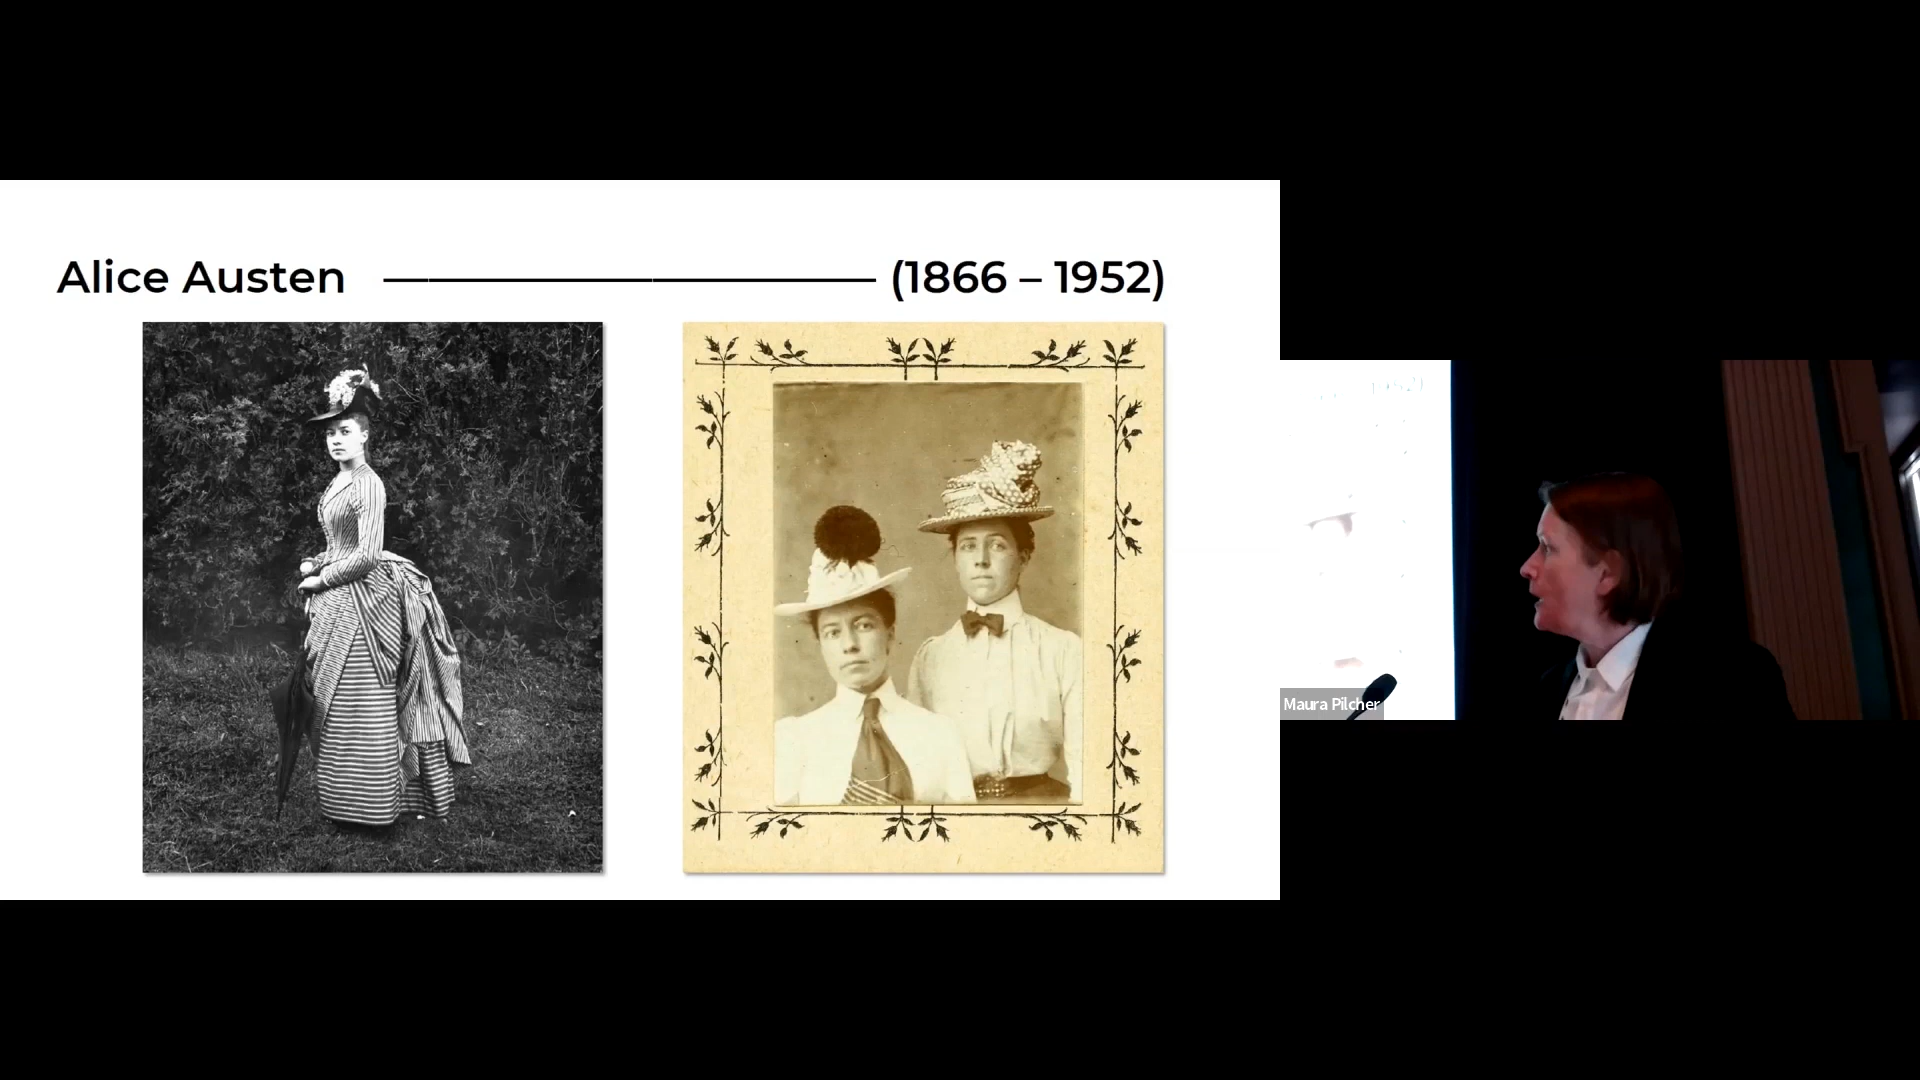 Alice Austen (1866 – 1952)
Maura Pilcher